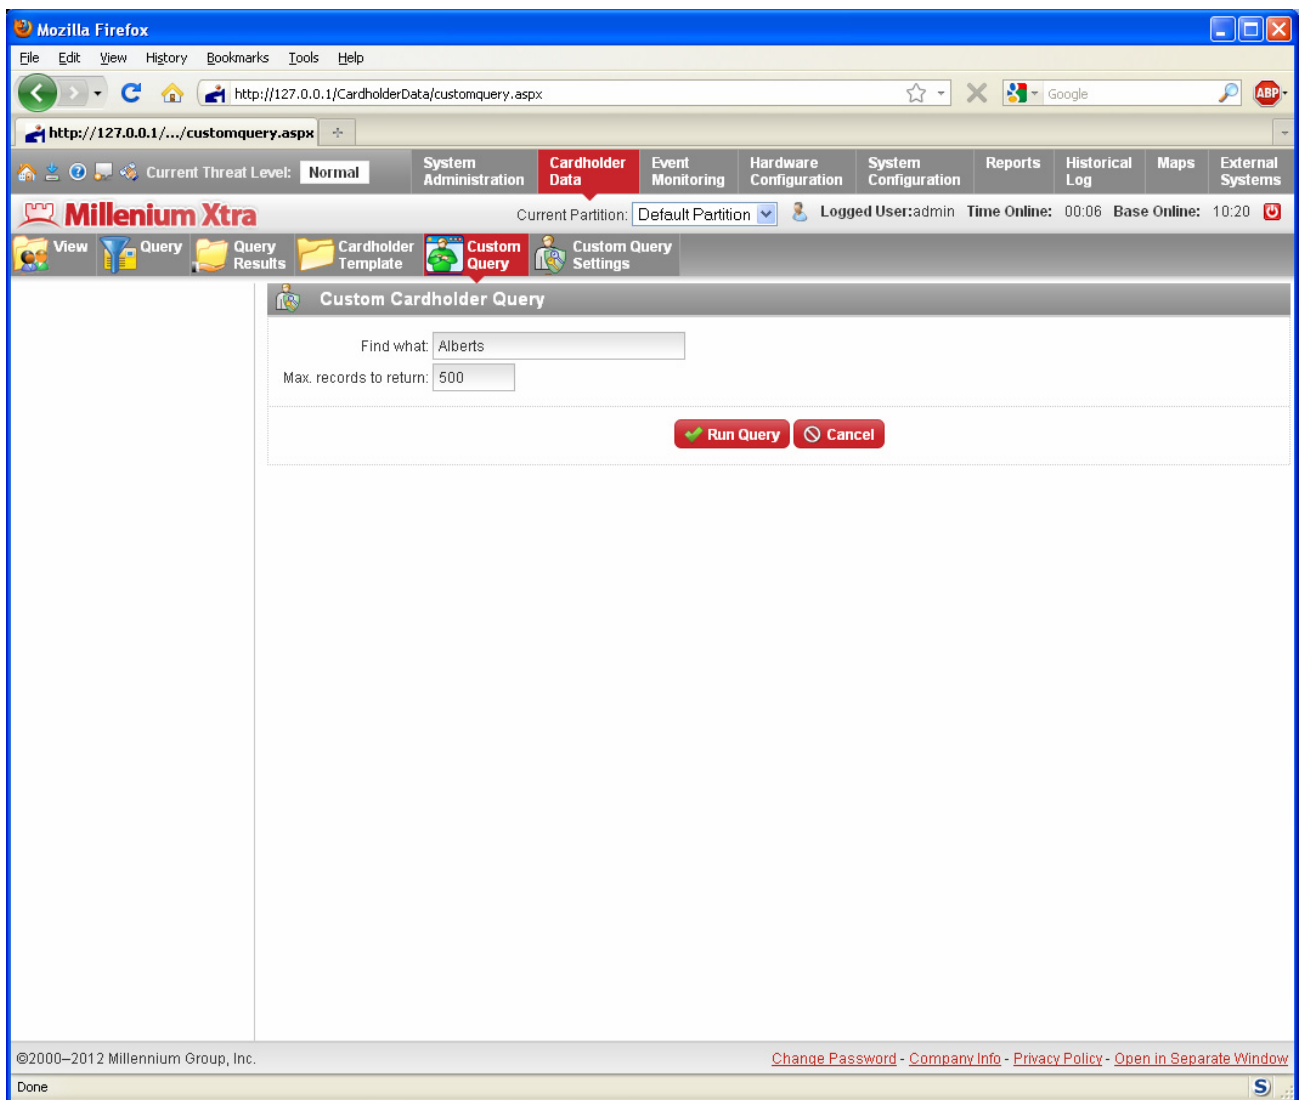 Mozilla Firefox
File Edit View History Bookmarks Tools Help
http://127.0.0.1/CardholderData/customquery.aspx Google ABP
http://127.0.0.1/.../customquery.aspx
Current Threat Level: Normal System Administration Cardholder Data Event Monitoring Hardware Configuration System Configuration Reports Historical Log Maps External Systems
Millenium Xtra Current Partition: Default Partition Logged User:admin Time Online: 00:06 Base Online: 10:20
View Query Query Results Cardholder Template Custom Query Custom Query Settings
Custom Cardholder Query
Find what: Alberts
Max. records to return: 500
Run Query Cancel
©2000–2012 Millennium Group, Inc. Change Password - Company Info - Privacy Policy - Open in Separate Window
Done S